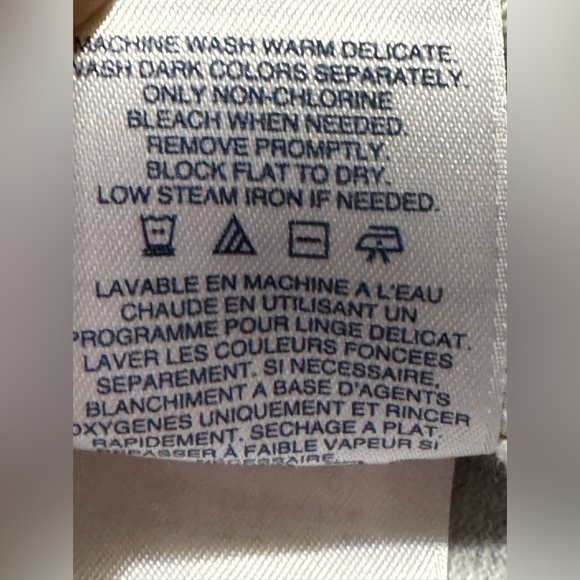 MACHINE WASH WARM DELICATE.
WASH DARK COLORS SEPARATELY.
ONLY NON-CHLORINE
BLEACH WHEN NEEDED.
REMOVE PROMPTLY.
BLOCK FLAT TO DRY.
LOW STEAM IRON IF NEEDED.
LAVABLE EN MACHINE A L'EAU
CHAUDE EN UTILISANT UN
PROGRAMME POUR LINGE DELICAT.
LAVER LES COULEURS FONCEES
SEPAREMENT. SI NECESSAIRE,
BLANCHIMENT A BASE D'AGENTS
OXYGENES UNIQUEMENT ET RINCER
RAPIDEMENT. SECHAGE A PLAT
REPASSER A FAIBLE VAPEUR SI
NECESSAIRE